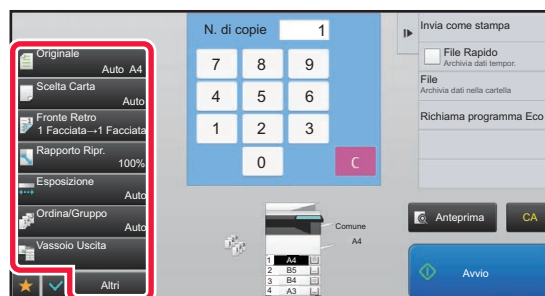 Originale
Auto A4
Scelta Carta
Auto
Fronte Retro
1 Facciata→1 Facciata
Rapporto Ripr.
100%
Esposizione
Auto
Ordina/Gruppo
Auto
Vassoio Uscita
Altri
N. di copie 1
7 8 9
4 5 6
1 2 3
0 C
Comune
A4
1 A4
2 B5
3 B4
4 A3
Invia come stampa
File Rapido
Archivia dati tempor.
File
Archivia dati nella cartella
Richiama programma Eco
Anteprima
CA
Avvio